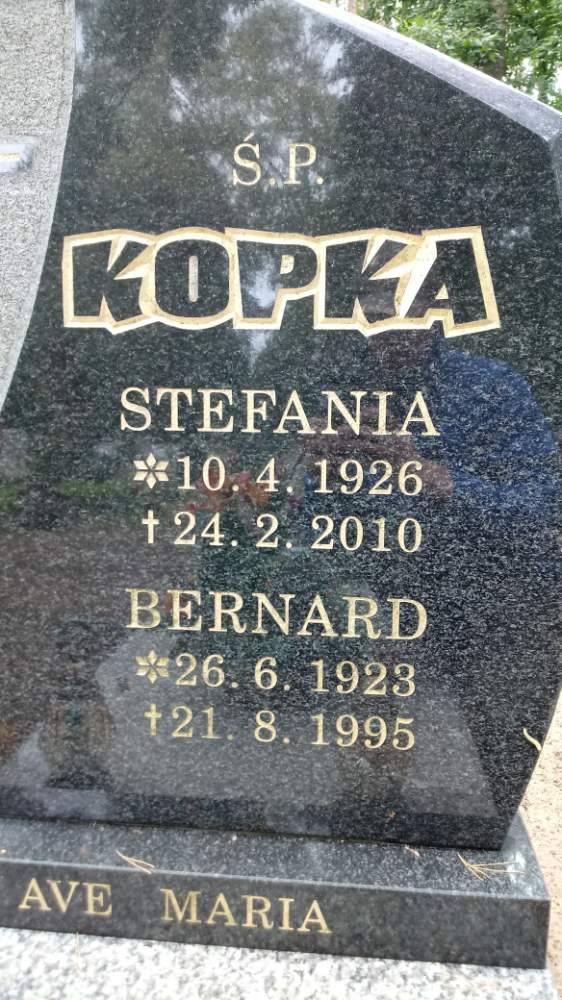 Ś.P.
KOPKA
STEFANIA
*10.4.1926
†24.2.2010
BERNARD
*26.6.1923
†21.8.1995
AVE MARIA